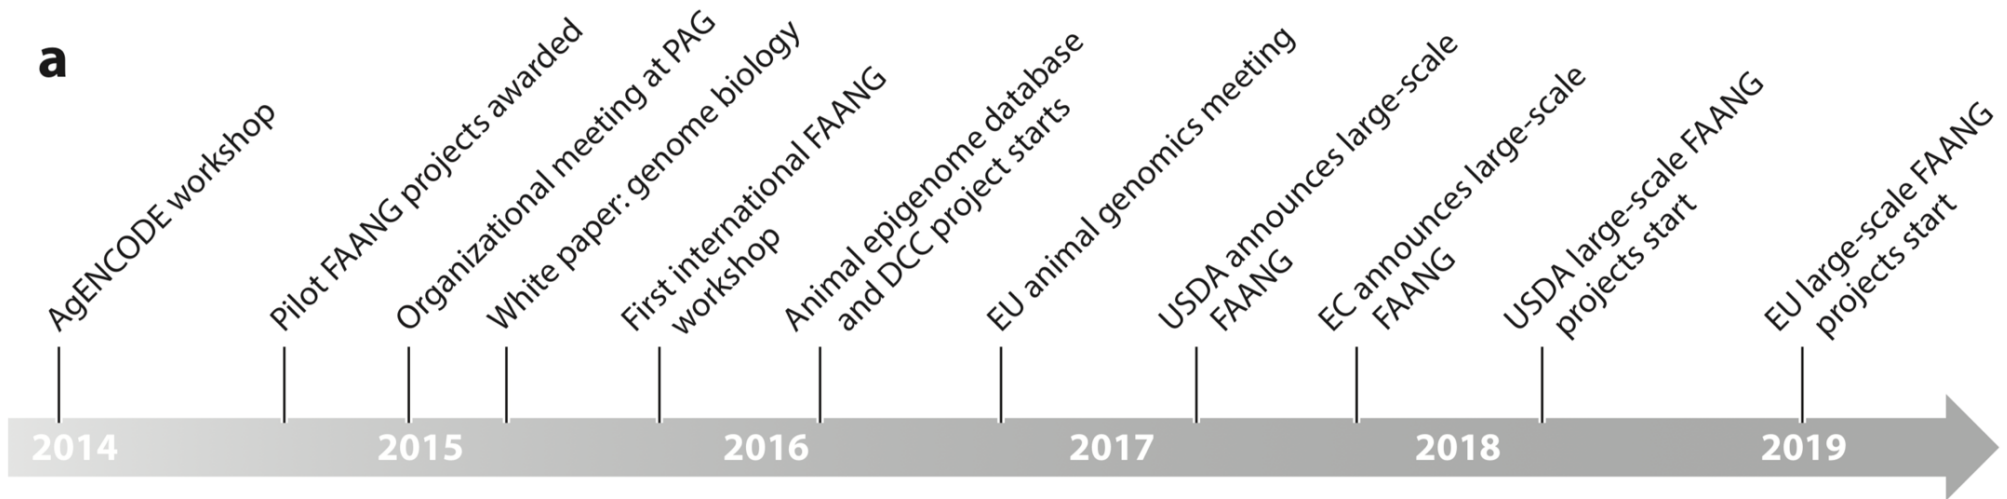 a
AgENCODE workshop
Pilot FAANG projects awarded
Organizational meeting at PAG
White paper: genome biology
First international FAANG
workshop
Animal epigenome database
and DCC project starts
EU animal genomics meeting
USDA announces large-scale
FAANG
EC announces large-scale
FAANG
USDA large-scale FAANG
projects start
EU large-scale FAANG
projects start
2014 2015 2016 2017 2018 2019